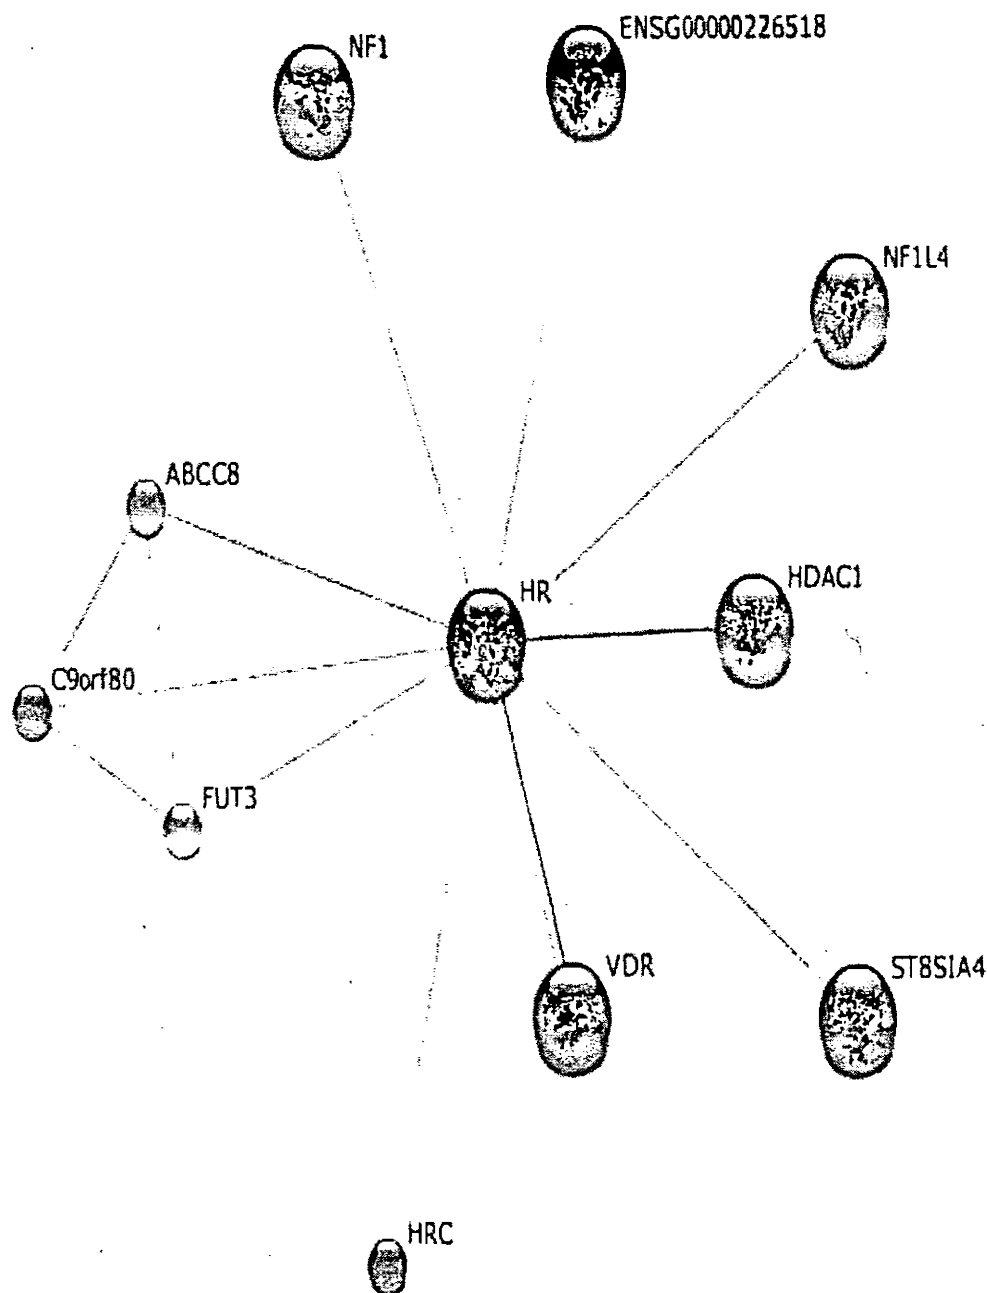 NF1
ENSG00000226518
NF1L4
ABCC8
HR
HDAC1
C9orf80
FUT3
VDR
ST8SIA4
HRC